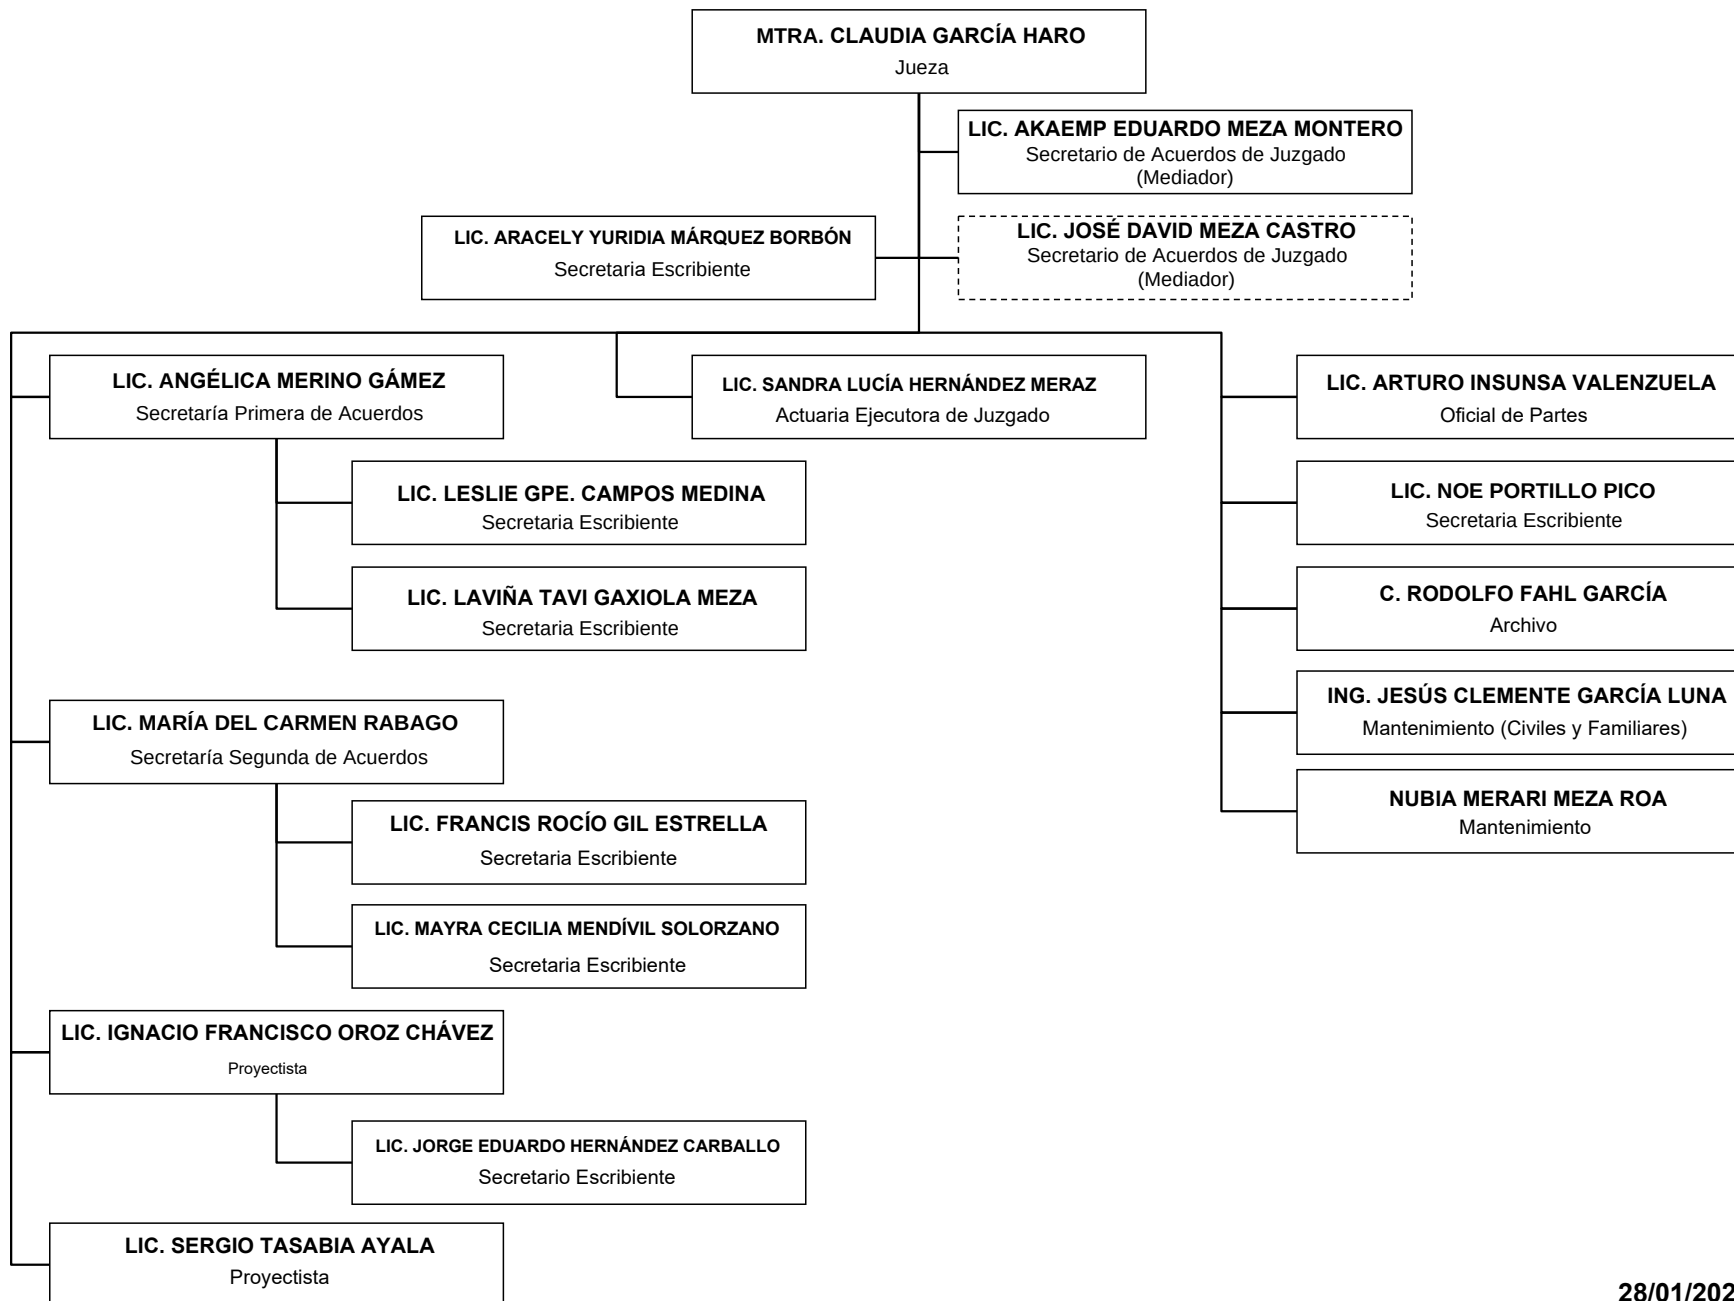 MTRA. CLAUDIA GARCÍA HARO
Jueza
LIC. AKAEMP EDUARDO MEZA MONTERO
Secretario de Acuerdos de Juzgado
(Mediador)
LIC. ARACELY YURIDIA MÁRQUEZ BORBÓN
Secretaria Escribiente
LIC. JOSÉ DAVID MEZA CASTRO
Secretario de Acuerdos de Juzgado
(Mediador)
LIC. ANGÉLICA MERINO GÁMEZ
Secretaría Primera de Acuerdos
LIC. LESLIE GPE. CAMPOS MEDINA
Secretaria Escribiente
LIC. LAVIÑA TAVI GAXIOLA MEZA
Secretaria Escribiente
LIC. MARÍA DEL CARMEN RABAGO
Secretaría Segunda de Acuerdos
LIC. FRANCIS ROCÍO GIL ESTRELLA
Secretaria Escribiente
LIC. MAYRA CECILIA MENDÍVIL SOLORZANO
Secretaria Escribiente
LIC. IGNACIO FRANCISCO OROZ CHÁVEZ
Proyectista
LIC. JORGE EDUARDO HERNÁNDEZ CARBALLO
Secretario Escribiente
LIC. SERGIO TASABIA AYALA
Proyectista
LIC. SANDRA LUCÍA HERNÁNDEZ MERAZ
Actuaria Ejecutora de Juzgado
LIC. ARTURO INSUNSA VALENZUELA
Oficial de Partes
LIC. NOE PORTILLO PICO
Secretaria Escribiente
C. RODOLFO FAHL GARCÍA
Archivo
ING. JESÚS CLEMENTE GARCÍA LUNA
Mantenimiento (Civiles y Familiares)
NUBIA MERARI MEZA ROA
Mantenimiento
28/01/202